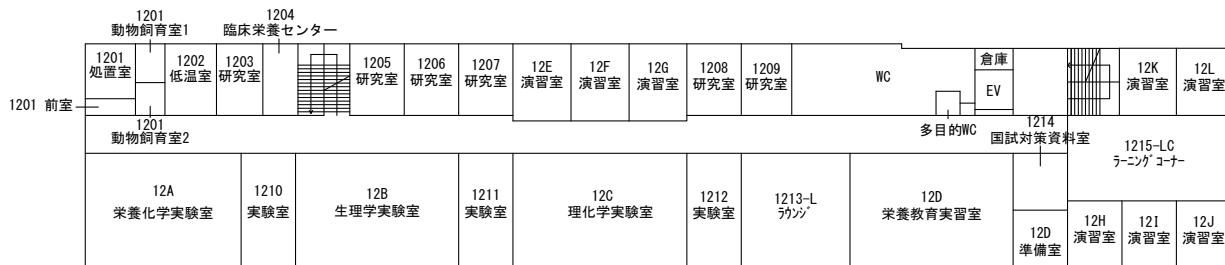 1201
動物飼育室1
1204
臨床栄養センター
1201
処置室
1202
低温室
1203
研究室
1205
研究室
1206
研究室
1207
研究室
12E
演習室
12F
演習室
12G
演習室
1208
研究室
1209
研究室
WC
倉庫
EV
12K
演習室
12L
演習室
1201 前室
1201
動物飼育室2
多目的WC
1214
国試対策資料室
1215-LC
ラーニングコーナー
12A
栄養化学実験室
1210
実験室
12B
生理学実験室
1211
実験室
12C
理化学実験室
1212
実験室
1213-L
ラウンジ
12D
栄養教育実習室
12D
準備室
12H
演習室
12I
演習室
12J
演習室